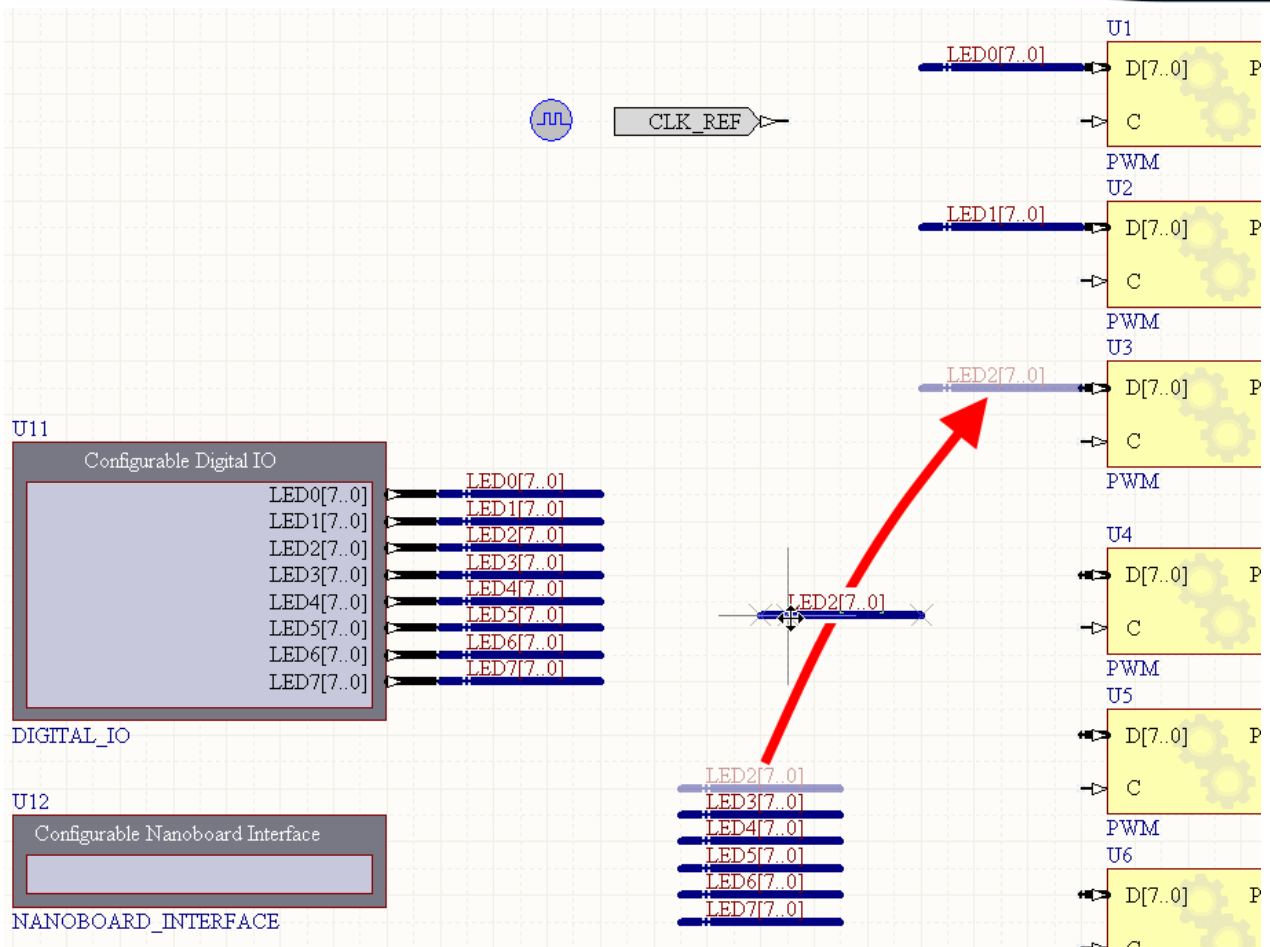 U1
LED0[7..0]
D[7..0] P
CLK_REF
C
PWM
U2
LED1[7..0]
D[7..0] P
C
PWM
U3
LED2[7..0]
D[7..0] P
C
PWM
U11
Configurable Digital IO
LED0[7..0] LED0[7..0]
LED1[7..0] LED1[7..0]
LED2[7..0] LED2[7..0]
LED3[7..0] LED3[7..0]
LED4[7..0] LED4[7..0]
LED5[7..0] LED5[7..0]
LED6[7..0] LED6[7..0]
LED7[7..0] LED7[7..0]
DIGITAL_IO
U4
D[7..0] P
LED2[7..0]
C
PWM
U5
D[7..0] P
C
PWM
LED2[7..0]
LED3[7..0]
LED4[7..0]
LED5[7..0]
LED6[7..0]
LED7[7..0]
U12
Configurable Nanoboard Interface
NANOBOARD_INTERFACE
U6
D[7..0] P
C